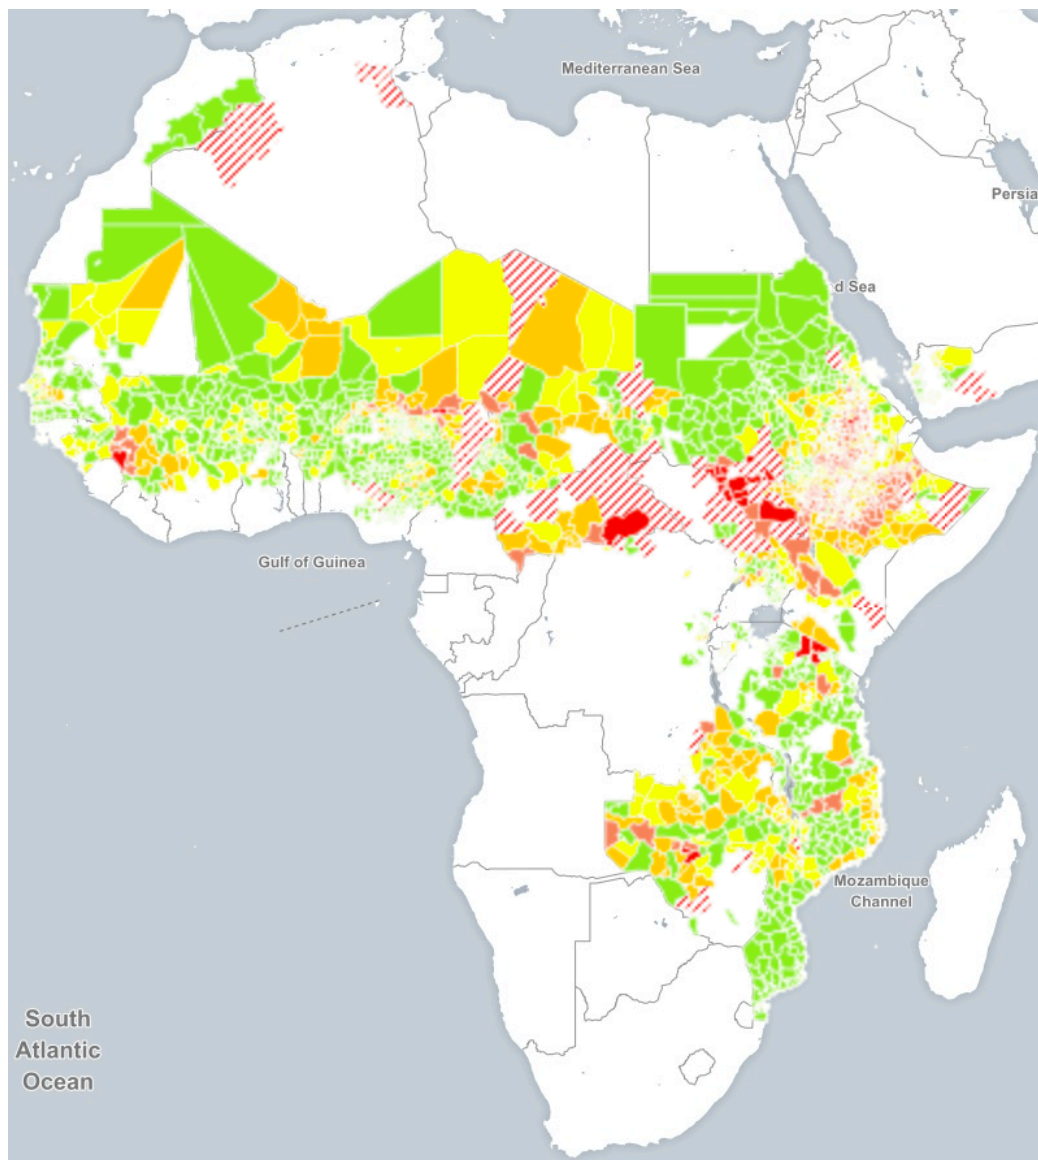 Mediterranean Sea
Persia
d Sea
Gulf of Guinea
Mozambique
Channel
South
Atlantic
Ocean